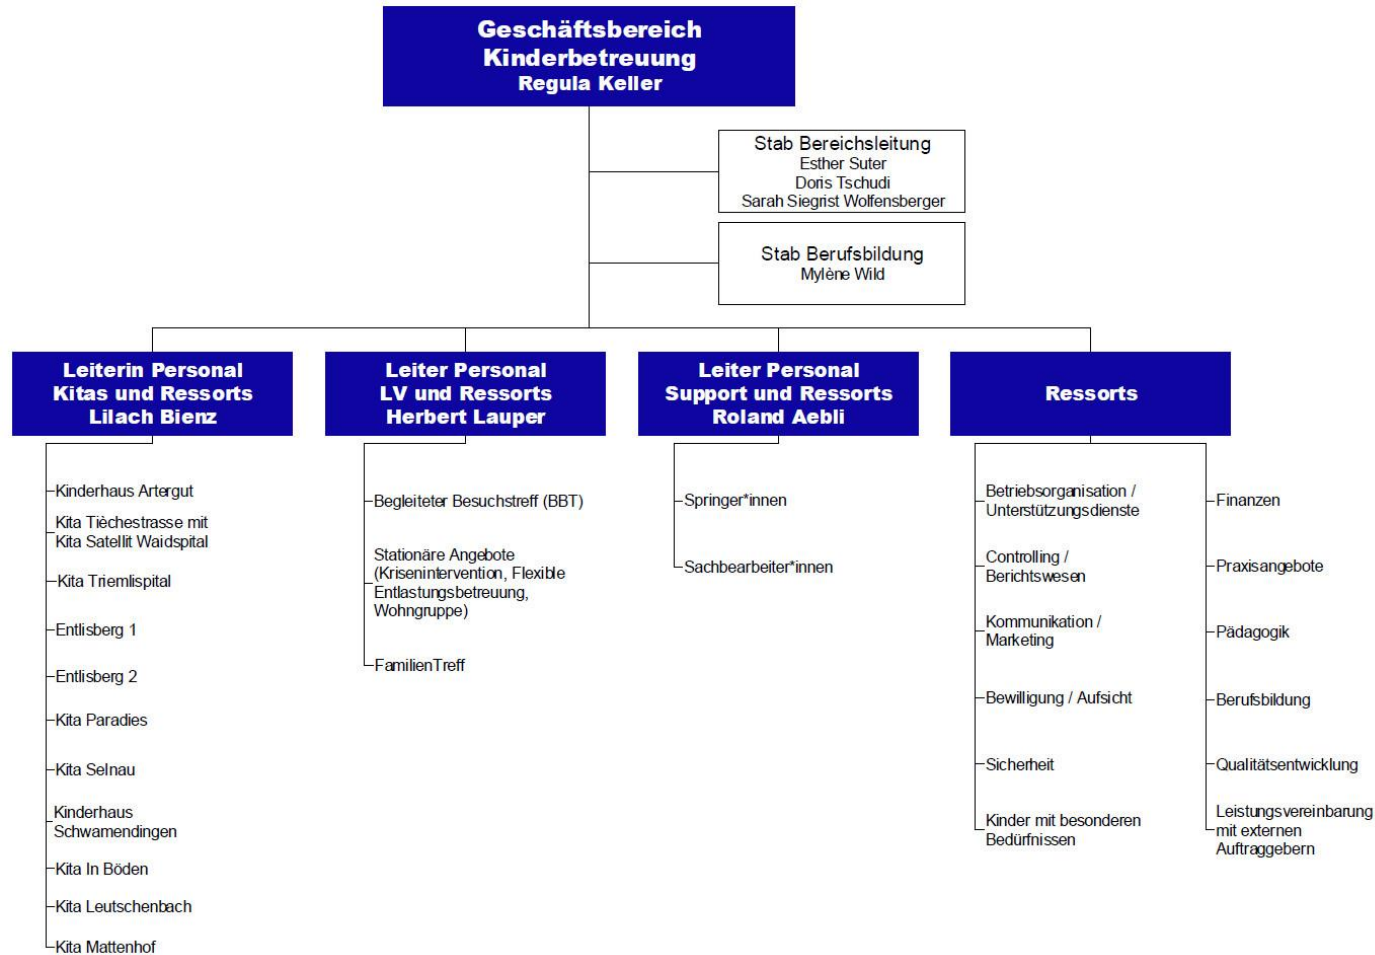 Geschäftsbereich
Kinderbetreuung
Regula Keller
Stab Bereichsleitung
Esther Suter
Doris Tschudi
Sarah Siegrist Wolfensberger
Stab Berufsbildung
Mylène Wild
Leiterin Personal
Kitas und Ressorts
Lilach Bienz
Kinderhaus Artergut
Kita Tièchestrasse mit
Kita Satellit Waidspital
Kita Triemlispital
Entlisberg 1
Entlisberg 2
Kita Paradies
Kita Selnau
Kinderhaus
Schwamendingen
Kita In Böden
Kita Leutschenbach
Kita Mattenhof
Leiter Personal
LV und Ressorts
Herbert Lauper
Begleiteter Besuchstreff (BBT)
Stationäre Angebote
(Krisenintervention, Flexible
Entlastungsbetreuung,
Wohngruppe)
FamilienTreff
Leiter Personal
Support und Ressorts
Roland Aebli
Springer*innen
Sachbearbeiter*innen
Ressorts
Betriebsorganisation /
Unterstützungsdienste
Controlling /
Berichtswesen
Kommunikation /
Marketing
Bewilligung / Aufsicht
Sicherheit
Kinder mit besonderen
Bedürfnissen
Finanzen
Praxisangebote
Pädagogik
Berufsbildung
Qualitätsentwicklung
Leistungsvereinbarung
mit externen
Auftraggebern